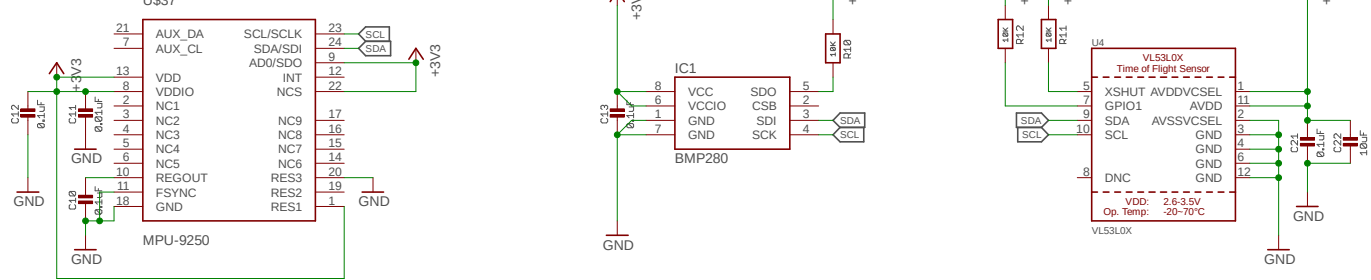 U$37
21 AUX_DA SCL/SCLK 23 SCL
7 AUX_CL SDA/SDI 24 SDA
AD0/SDO 9
INT 12
13 VDD NCS 22
8 VDDIO
2 NC1
3 NC2 NC9 17
4 NC3 NC8 16
5 NC4 NC7 15
6 NC5 NC6 14
10 REGOUT RES3 20
11 FSYNC RES2 19
18 GND RES1 1
MPU-9250
+3V3
+3V3
C12
0.1uF
C11
0.01uF
GND
C10
0.1uF
GND
GND
GND
+3V3
IC1
8 VCC SDO 5
6 VCCIO CSB 2
1 GND SDI 3 SDA
7 GND SCK 4 SCL
BMP280
C13
0.1uF
10K
R10
GND
10K
R12
10K
R11
U4
VL53L0X
Time of Flight Sensor
5 XSHUT AVDDVCSEL 1
7 GPIO1 AVDD 11
SDA 9 SDA AVSSVCSEL 2
SCL 10 SCL GND 3
GND 4
GND 6
8 DNC GND 12
VDD: 2.6-3.5V
Op. Temp: -20~70°C
VL53L0X
C21
0.1uF
C22
10uF
GND
GND